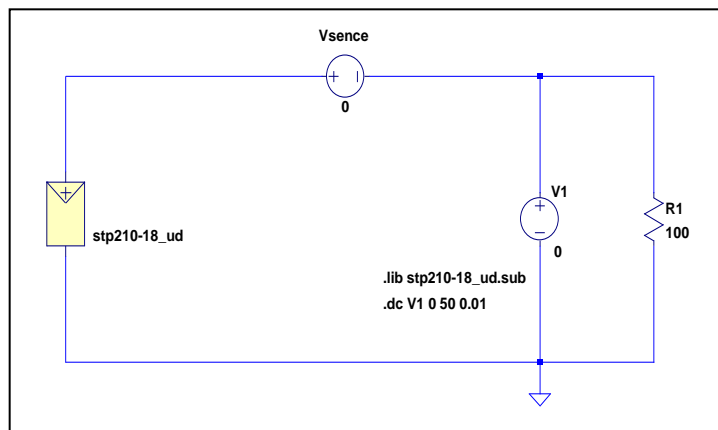 Vsence
0
stp210-18_ud
V1
0
R1
100
.lib stp210-18_ud.sub
.dc V1 0 50 0.01